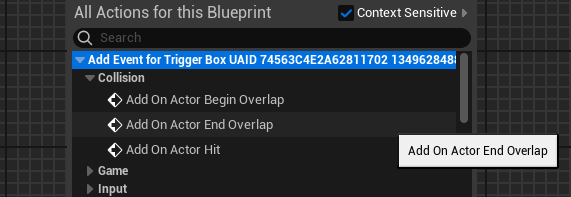 All Actions for this Blueprint
Context Sensitive
Search
Add Event for Trigger Box UAID 74563C4E2A62811702 134962848
Collision
Add On Actor Begin Overlap
Add On Actor End Overlap
Add On Actor Hit
Add On Actor End Overlap
Game
Input